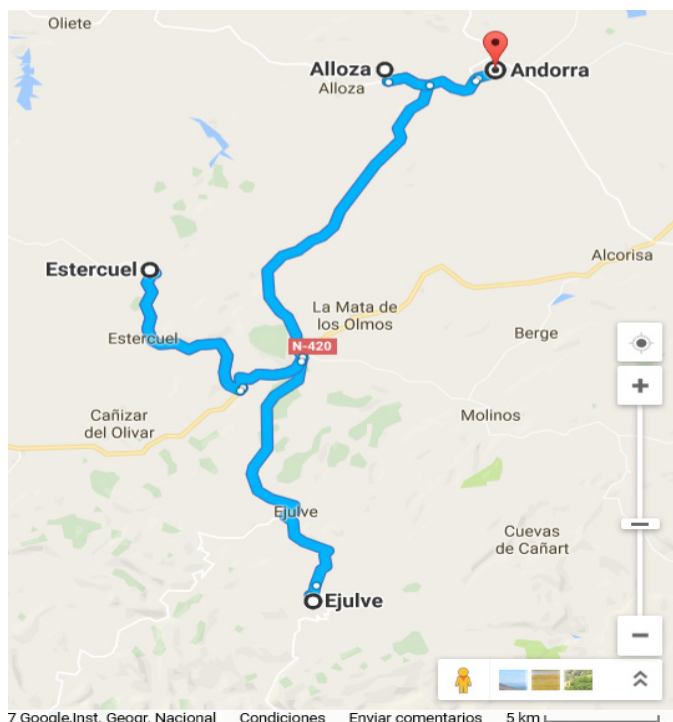 Oliete
Alloza
Andorra
Alloza
Estercuel
Alcorisa
La Mata de
los Olmos
Berge
Estercuel
N-420
Cañizar
del Olivar
Molinos
Ejulve
Cuevas
de Cañart
Ejulve
7 Google,Inst. Geogr. Nacional Condiciones Enviar comentarios 5 km